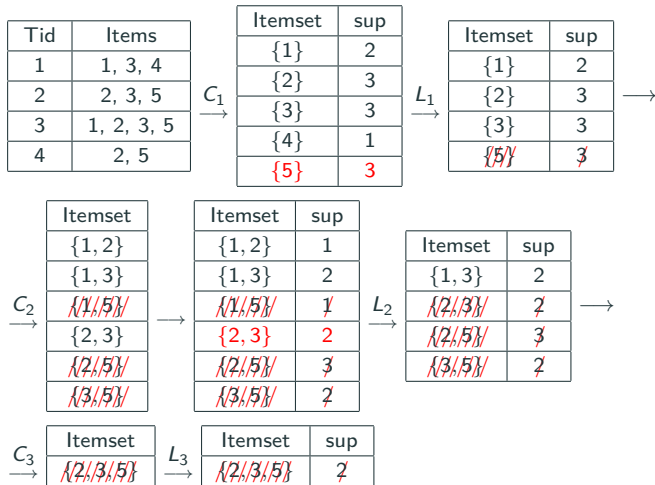 Tid Items
1 1, 3, 4
2 2, 3, 5
3 1, 2, 3, 5
4 2, 5
C₁ →
Itemset sup
{1} 2
{2} 3
{3} 3
{4} 1
{5} 3
L₁ →
Itemset sup
{1} 2
{2} 3
{3} 3
{5} 3
→
C₂ →
Itemset
{1, 2}
{1, 3}
{1, 5}
{2, 3}
{2, 5}
{3, 5}
→
Itemset sup
{1, 2} 1
{1, 3} 2
{1, 5} 1
{2, 3} 2
{2, 5} 3
{3, 5} 2
L₂ →
Itemset sup
{1, 3} 2
{2, 3} 2
{2, 5} 3
{3, 5} 2
→
C₃ →
Itemset
{2, 3, 5}
L₃ →
Itemset sup
{2, 3, 5} 2